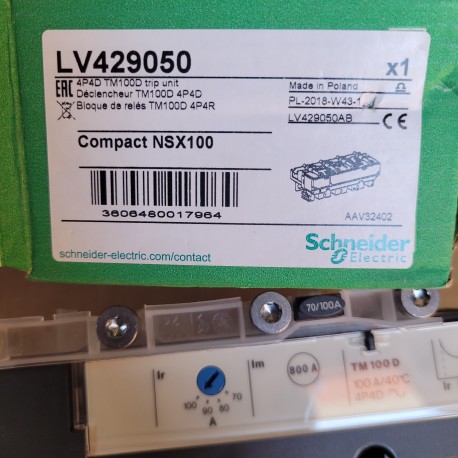 LV429050
x1
EAC 4P4D TM100D trip unit
Déclencheur TM100D 4P4D
Bloque de relés TM100D 4P4R
Made in Poland
PL-2018-W43-1
LV429050AB
CE
Compact NSX100
3606480017964
AAV32402
schneider-electric.com/contact
Schneider
Electric
70/100A
Ir
Im
800 A
TM 100 D
100 A/40°C
4P4D
100 90 80 70
A
Ir